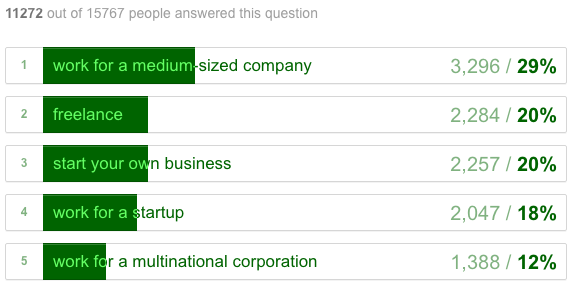 11272 out of 15767 people answered this question
1 work for a medium-sized company 3,296 / 29%
2 freelance 2,284 / 20%
3 start your own business 2,257 / 20%
4 work for a startup 2,047 / 18%
5 work for a multinational corporation 1,388 / 12%